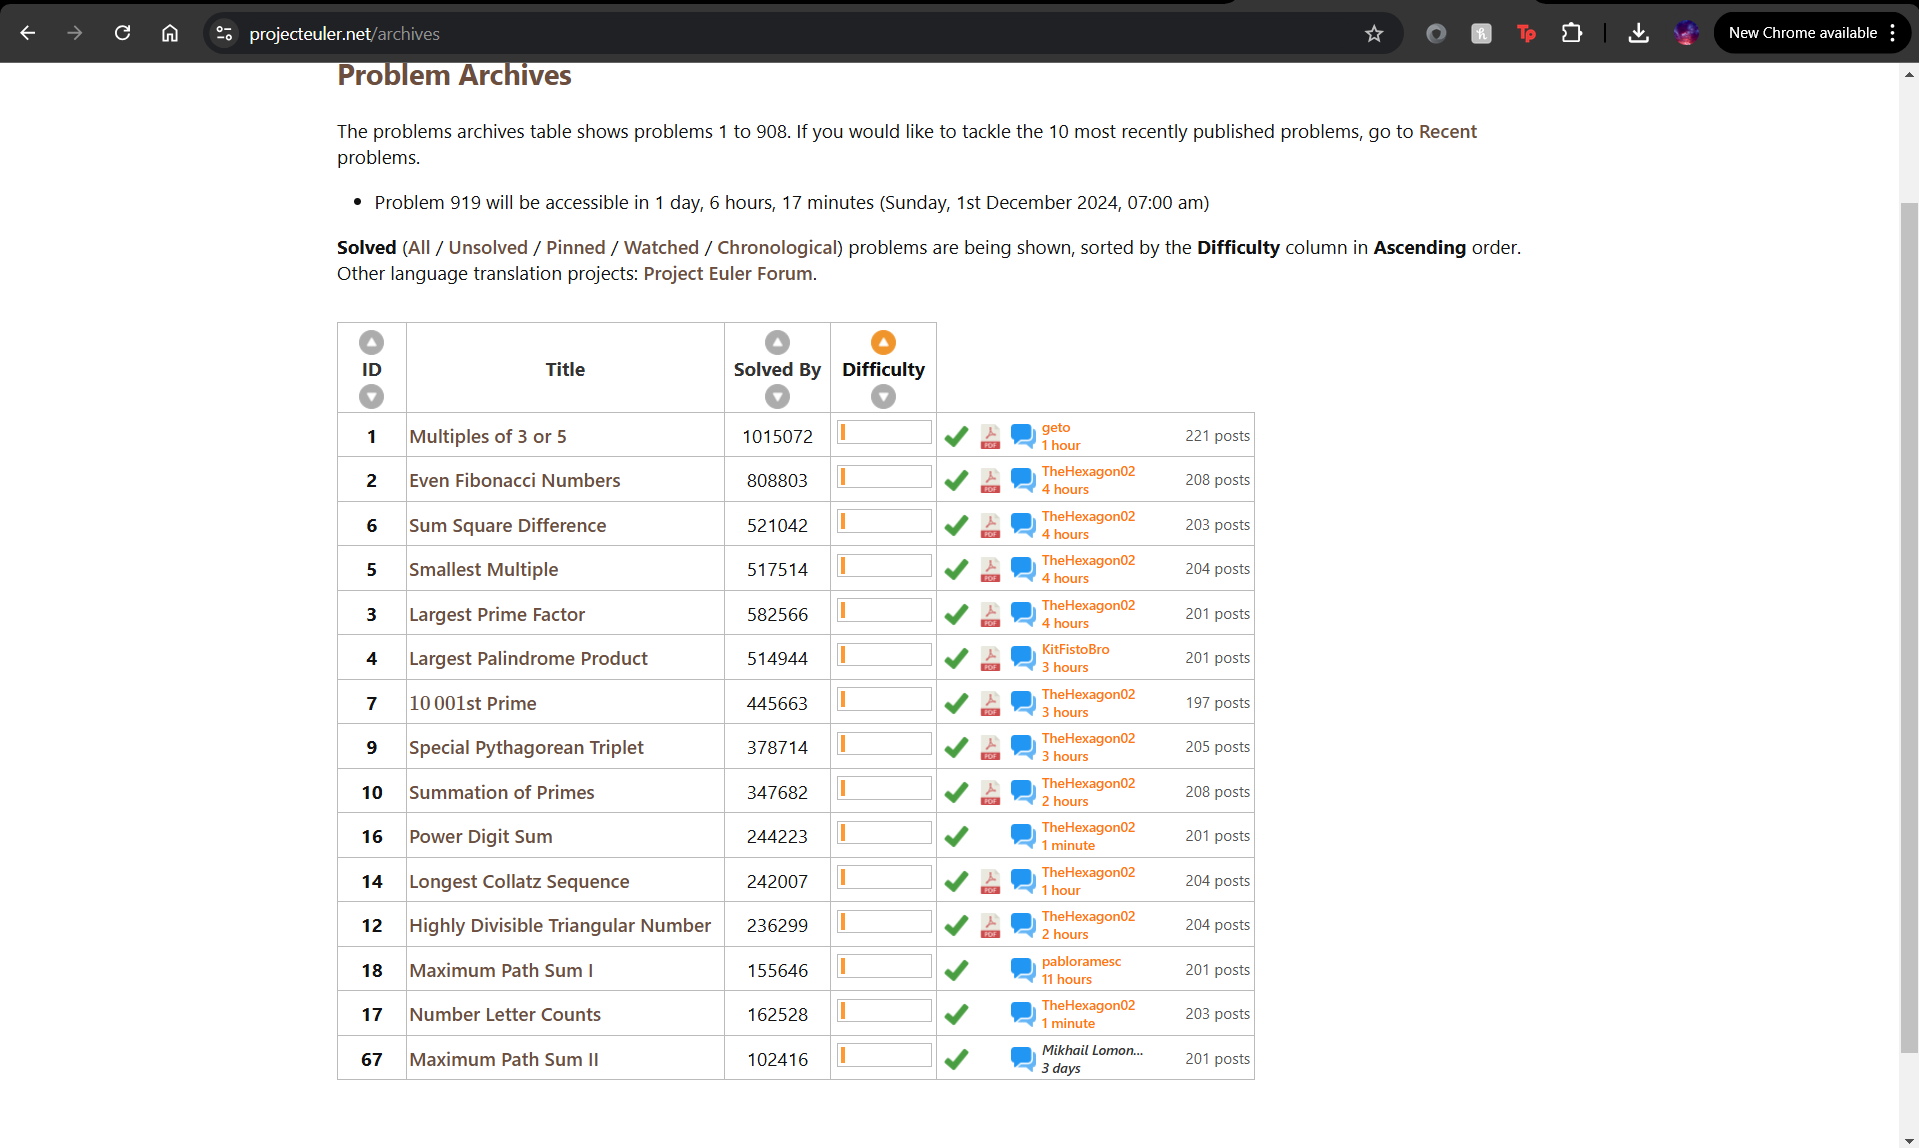 projecteuler.net/archives
New Chrome available
Problem Archives
The problems archives table shows problems 1 to 908. If you would like to tackle the 10 most recently published problems, go to Recent
problems.
• Problem 919 will be accessible in 1 day, 6 hours, 17 minutes (Sunday, 1st December 2024, 07:00 am)
Solved (All / Unsolved / Pinned / Watched / Chronological) problems are being shown, sorted by the Difficulty column in Ascending order.
Other language translation projects: Project Euler Forum.
ID Title Solved By Difficulty
1 Multiples of 3 or 5 1015072 PDF geto 1 hour 221 posts
2 Even Fibonacci Numbers 808803 PDF TheHexagon02 4 hours 208 posts
6 Sum Square Difference 521042 PDF TheHexagon02 4 hours 203 posts
5 Smallest Multiple 517514 PDF TheHexagon02 4 hours 204 posts
3 Largest Prime Factor 582566 PDF TheHexagon02 4 hours 201 posts
4 Largest Palindrome Product 514944 PDF KitFistoBro 3 hours 201 posts
7 10 001st Prime 445663 PDF TheHexagon02 3 hours 197 posts
9 Special Pythagorean Triplet 378714 PDF TheHexagon02 3 hours 205 posts
10 Summation of Primes 347682 PDF TheHexagon02 2 hours 208 posts
16 Power Digit Sum 244223 TheHexagon02 1 minute 201 posts
14 Longest Collatz Sequence 242007 PDF TheHexagon02 1 hour 204 posts
12 Highly Divisible Triangular Number 236299 PDF TheHexagon02 2 hours 204 posts
18 Maximum Path Sum I 155646 pabloramesc 11 hours 201 posts
17 Number Letter Counts 162528 TheHexagon02 1 minute 203 posts
67 Maximum Path Sum II 102416 Mikhail Lomon... 3 days 201 posts